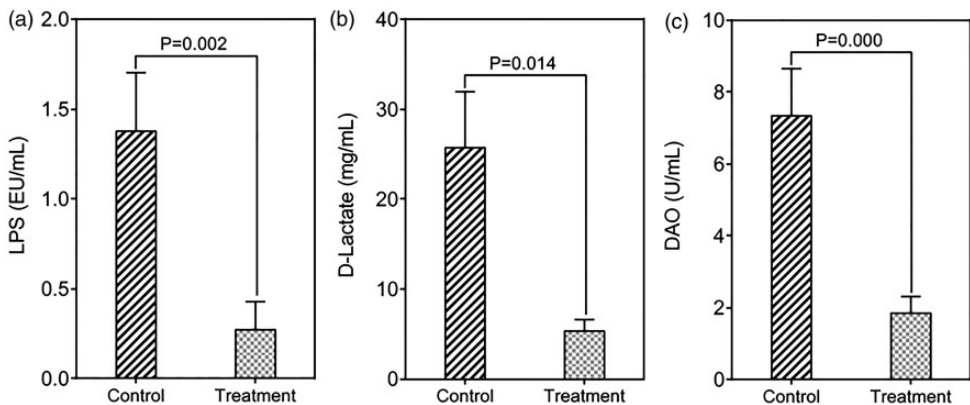 (a)
LPS (EU/mL)
2.0
1.5
1.0
0.5
0.0
P=0.002
Control Treatment
(b)
D-Lactate (mg/mL)
40
30
20
10
0
P=0.014
Control Treatment
(c)
DAO (U/mL)
10
8
6
4
2
0
P=0.000
Control Treatment